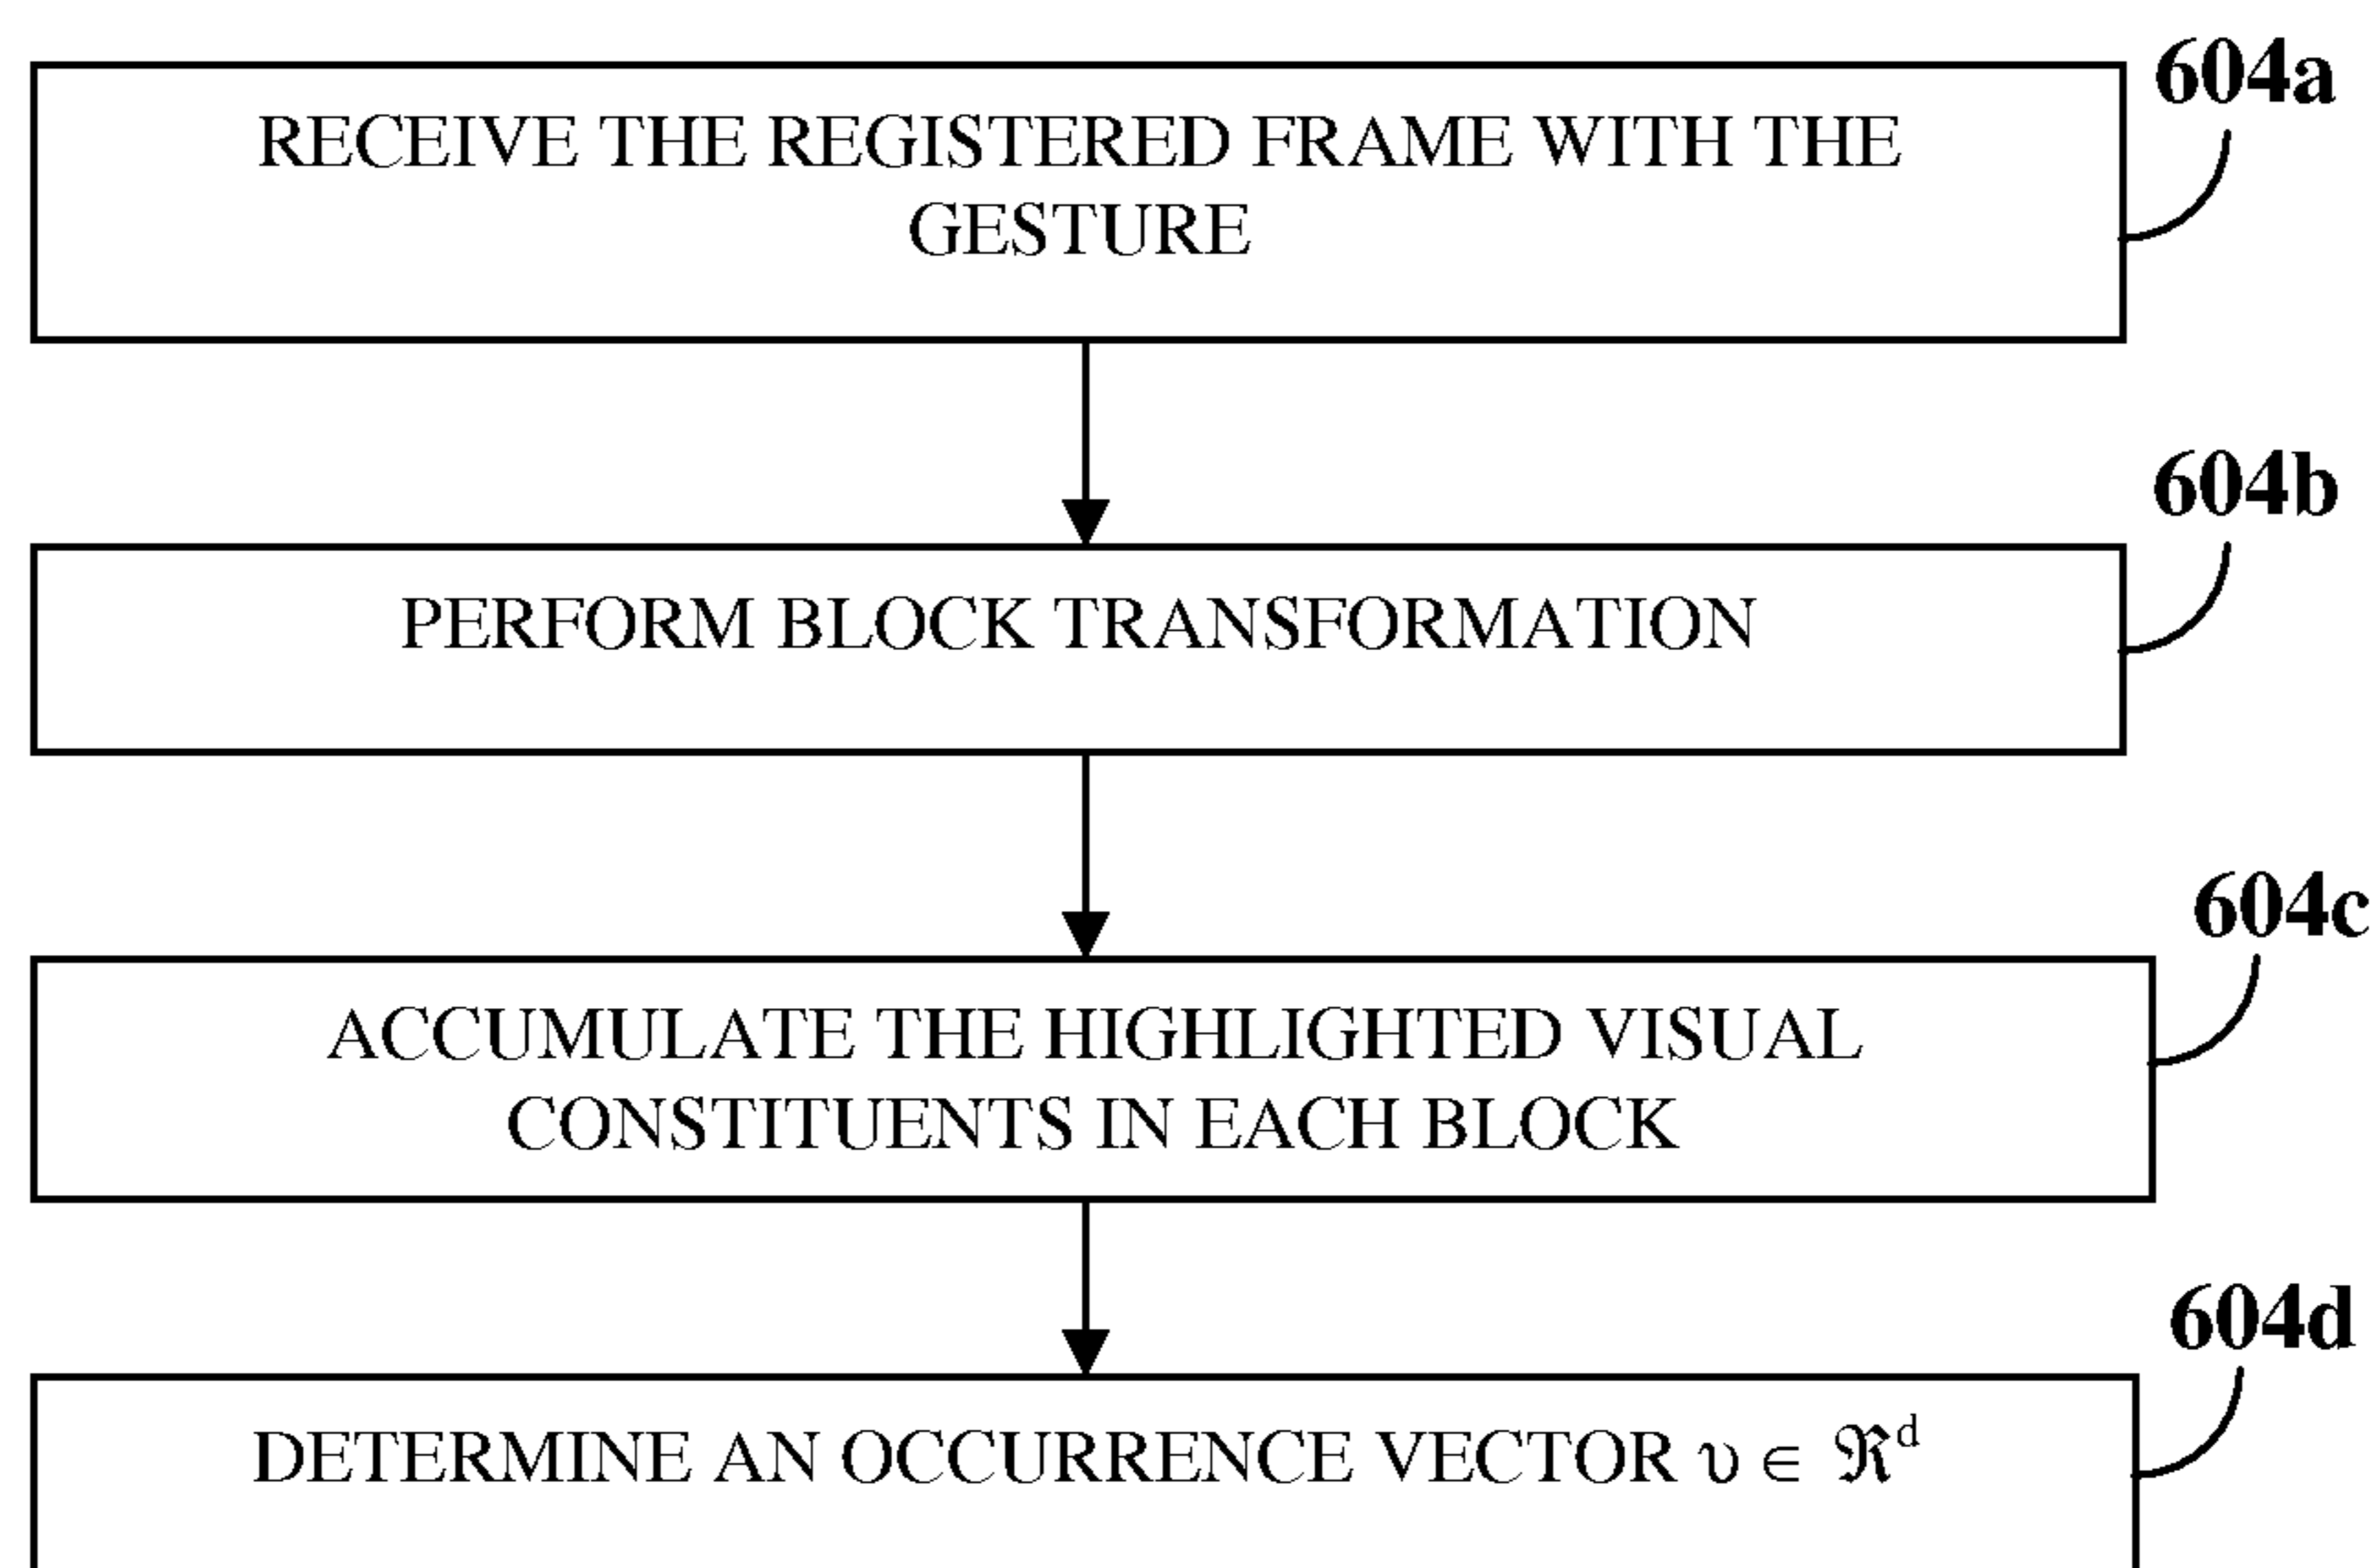 604a
RECEIVE THE REGISTERED FRAME WITH THE
GESTURE
604b
PERFORM BLOCK TRANSFORMATION
604c
ACCUMULATE THE HIGHLIGHTED VISUAL
CONSTITUENTS IN EACH BLOCK
604d
DETERMINE AN OCCURRENCE VECTOR υ ∈ ℜᵈ